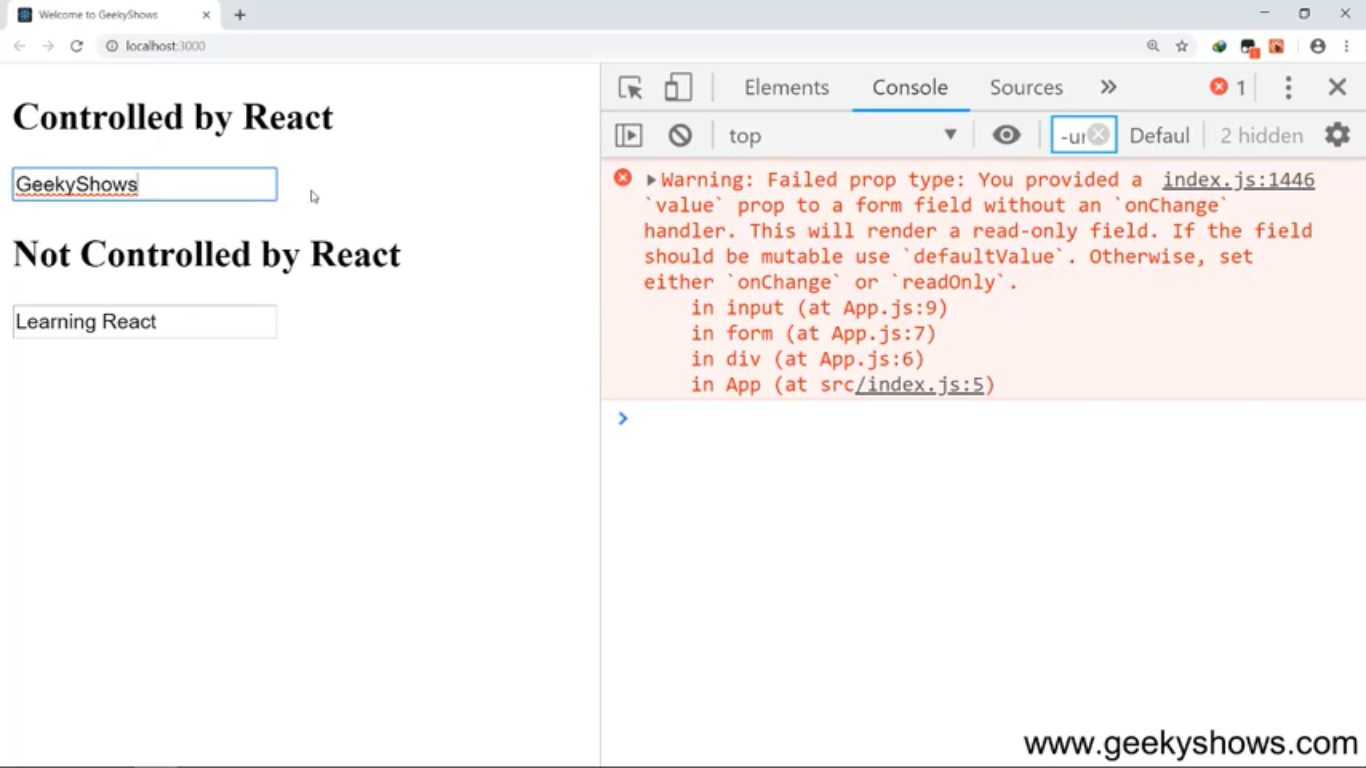 Welcome to GeekyShows
localhost:3000
Controlled by React
GeekyShows
Not Controlled by React
Learning React
Elements Console Sources 1
top -ur Defaul 2 hidden
Warning: Failed prop type: You provided a index.js:1446
`value` prop to a form field without an `onChange`
handler. This will render a read-only field. If the field
should be mutable use `defaultValue`. Otherwise, set
either `onChange` or `readOnly`.
in input (at App.js:9)
in form (at App.js:7)
in div (at App.js:6)
in App (at src/index.js:5)
www.geekyshows.com